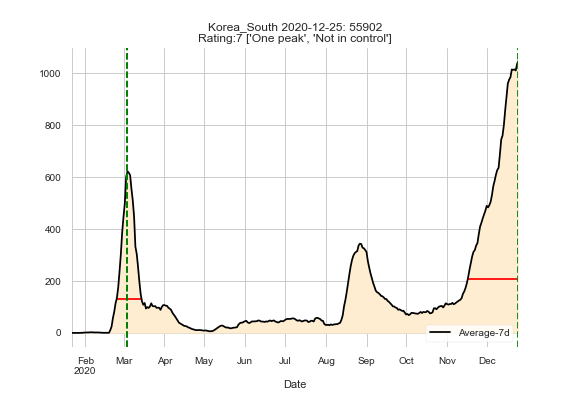 Korea_South 2020-12-25: 55902
Rating:7 ['One peak', 'Not in control']
1000
800
600
400
200
0
Average-7d
Feb Mar Apr May Jun Jul Aug Sep Oct Nov Dec
2020
Date